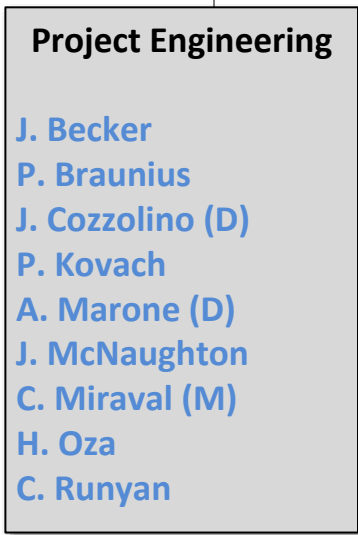 Project Engineering
J. Becker
P. Braunius
J. Cozzolino (D)
P. Kovach
A. Marone (D)
J. McNaughton
C. Miraval (M)
H. Oza
C. Runyan